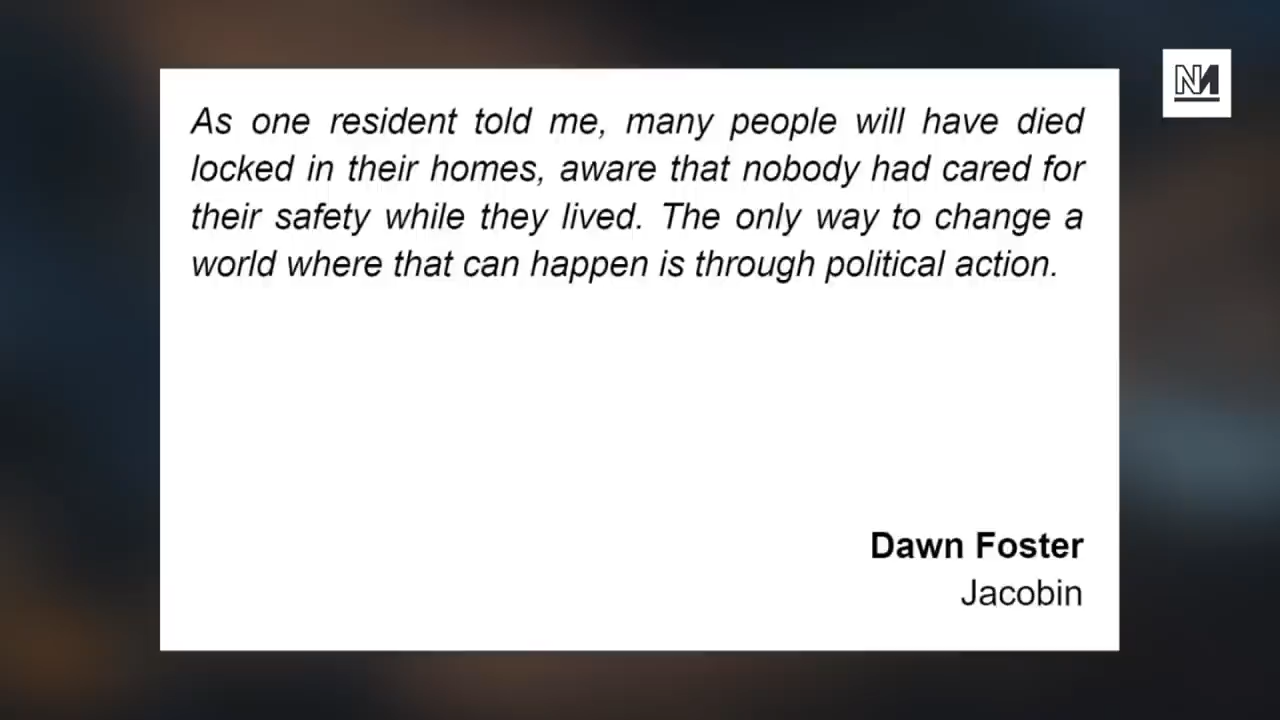 As one resident told me, many people will have died
locked in their homes, aware that nobody had cared for
their safety while they lived. The only way to change a
world where that can happen is through political action.
Dawn Foster
Jacobin